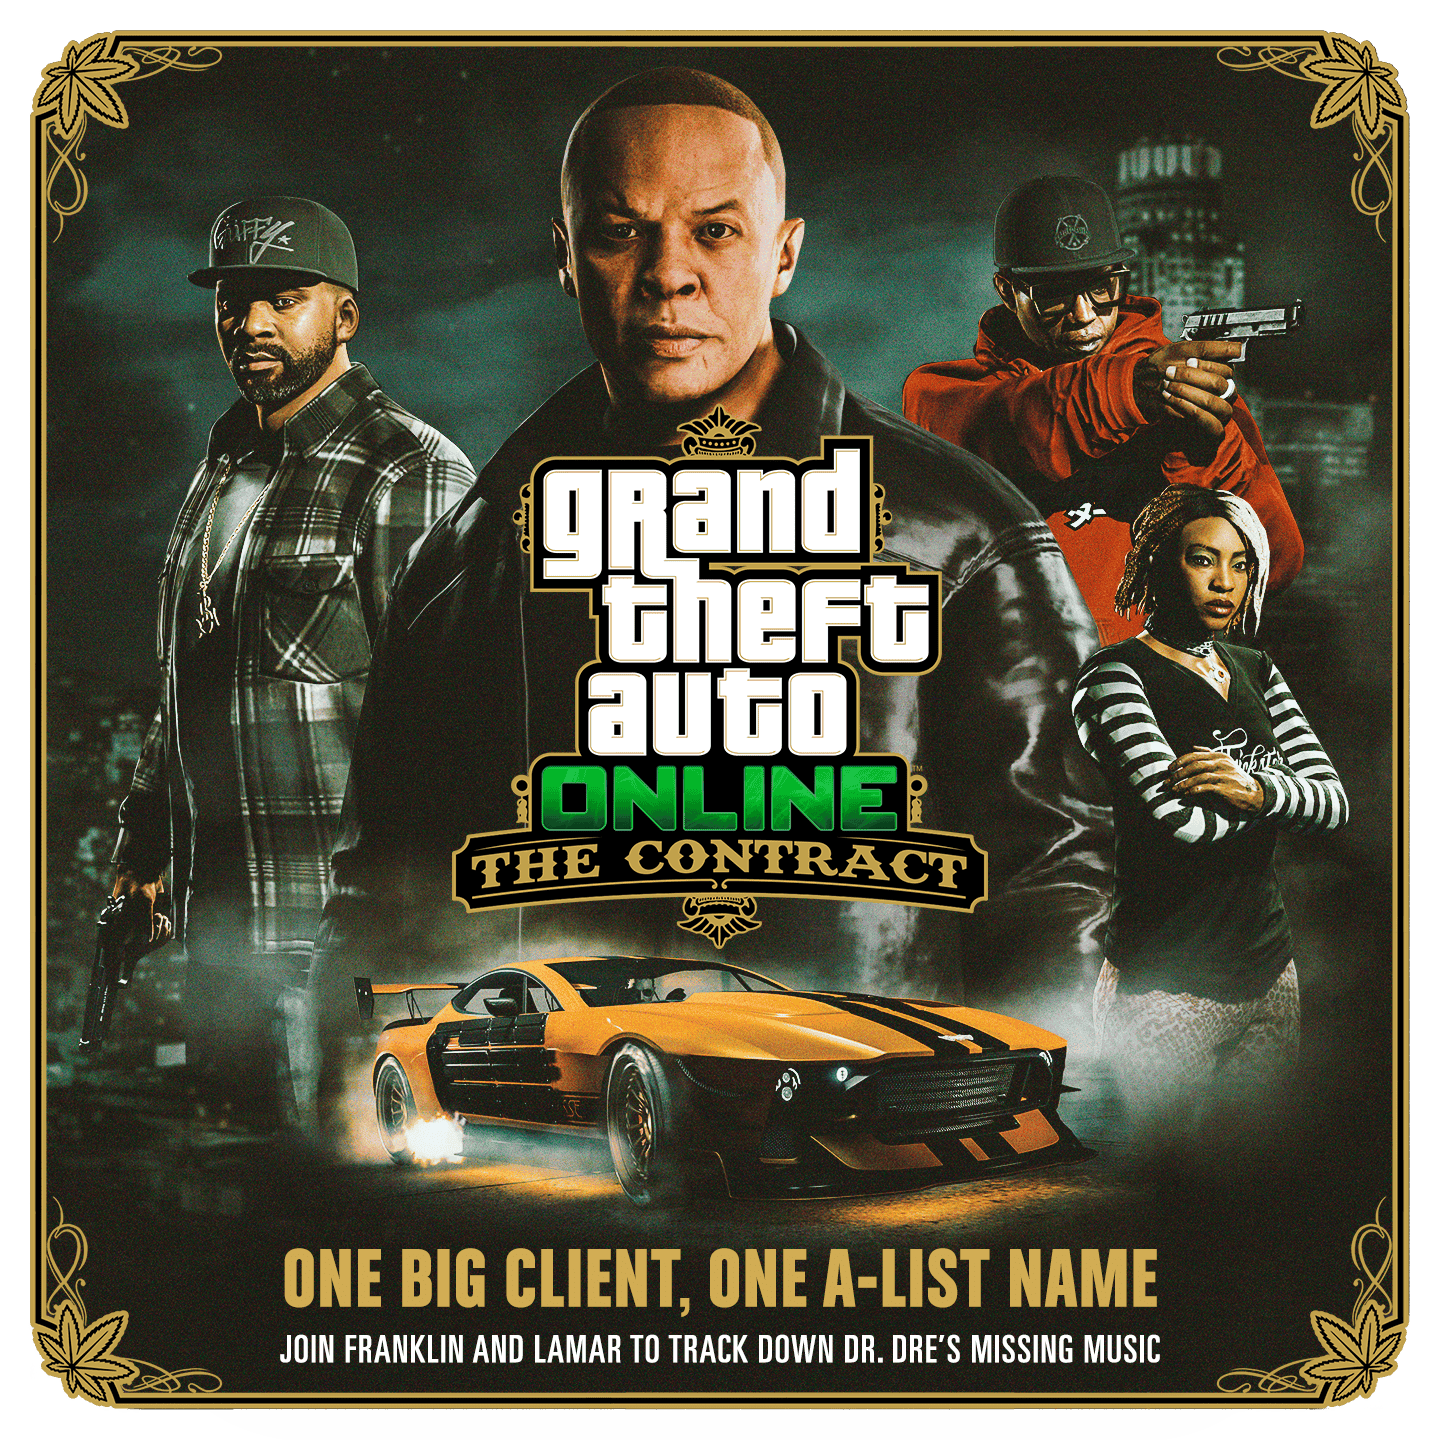 grand
theft
auto
ONLINE™
THE CONTRACT
ONE BIG CLIENT, ONE A-LIST NAME
JOIN FRANKLIN AND LAMAR TO TRACK DOWN DR. DRE'S MISSING MUSIC